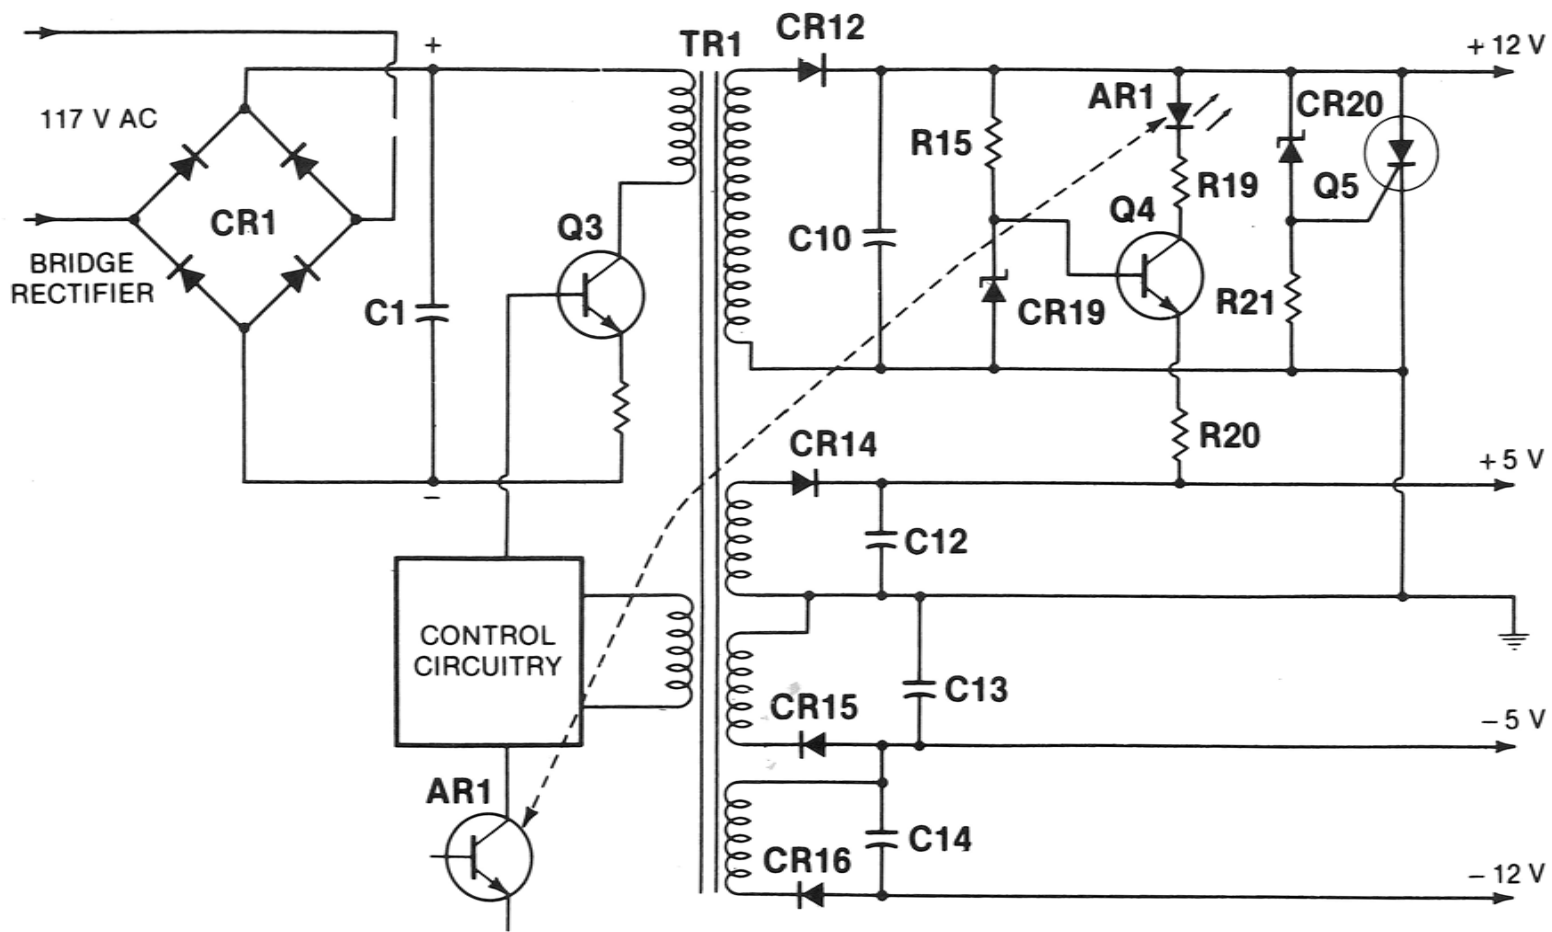 CR12
TR1
+12 V
+
117 V AC
AR1
CR20
R15
R19
Q5
CR1
Q3
Q4
C10
BRIDGE
RECTIFIER
C1
CR19
R21
CR14
R20
+5 V
−
C12
CONTROL
CIRCUITRY
C13
CR15
−5 V
AR1
C14
CR16
−12 V